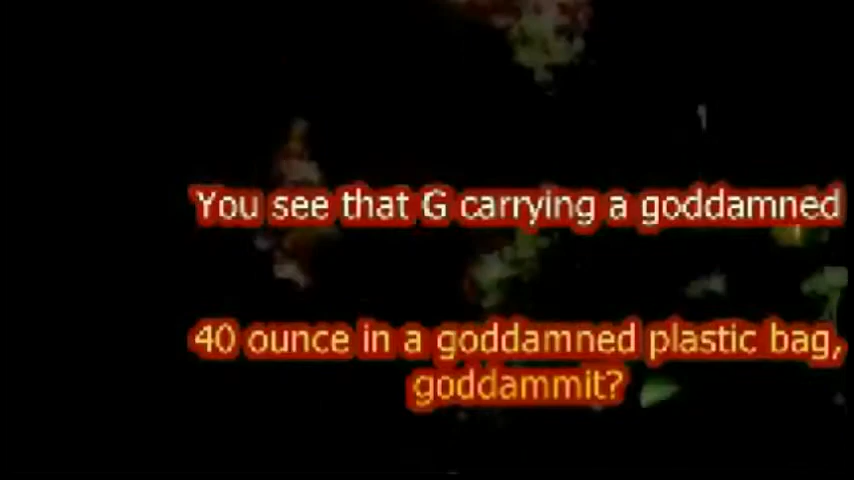 You see that G carrying a goddamned
40 ounce in a goddamned plastic bag,
goddammit?